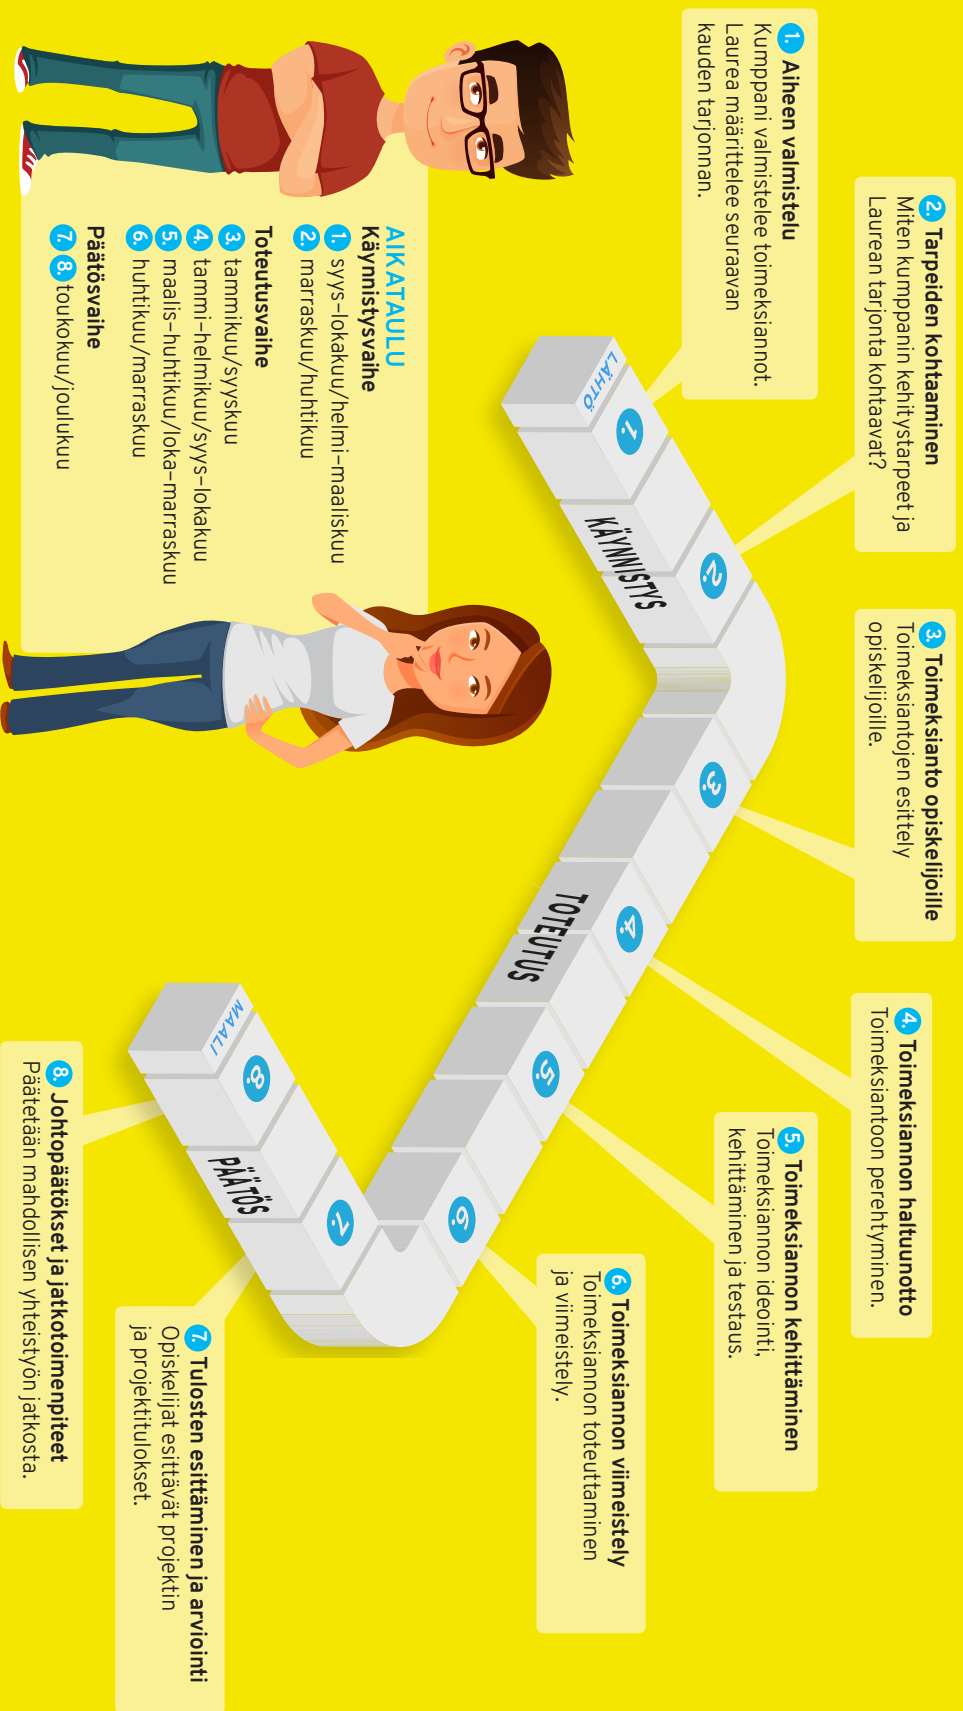 1. Aiheen valmistelu
Kumppani valmistelee toimeksiannot.
Laurea määrittelee seuraavan
kauden tarjonnan.
2. Tarpeiden kohtaaminen
Miten kumppanin kehitystarpeet ja
Laurean tarjonta kohtaavat?
3. Toimeksianto opiskelijoille
Toimeksiantojen esittely
opiskelijoille.
4. Toimeksiannon haltuunotto
Toimeksiantoon perehtyminen.
5. Toimeksiannon kehittäminen
Toimeksiannon ideointi,
kehittäminen ja testaus.
6. Toimeksiannon viimeistely
Toimeksiannon toteuttaminen
ja viimeistely.
7. Tulosten esittäminen ja arviointi
Opiskelijat esittävät projektin
ja projektitulokset.
8. Johtopäätökset ja jatkotoimenpiteet
Päätetään mahdollisen yhteistyön jatkosta.
LÄHTÖ
1.
2.
KÄYNNISTYS
3.
4.
TOTEUTUS
5.
6.
7.
PÄÄTÖS
8.
MAALI
AIKATAULU
Käynnistysvaihe
1. syys–lokakuu/helmi–maaliskuu
2. marraskuu/huhtikuu
Toteutusvaihe
3. tammikuu/syyskuu
4. tammi–helmikuu/syys–lokakuu
5. maalis–huhtikuu/loka–marraskuu
6. huhtikuu/marraskuu
Päätösvaihe
7. 8. toukokuu/joulukuu